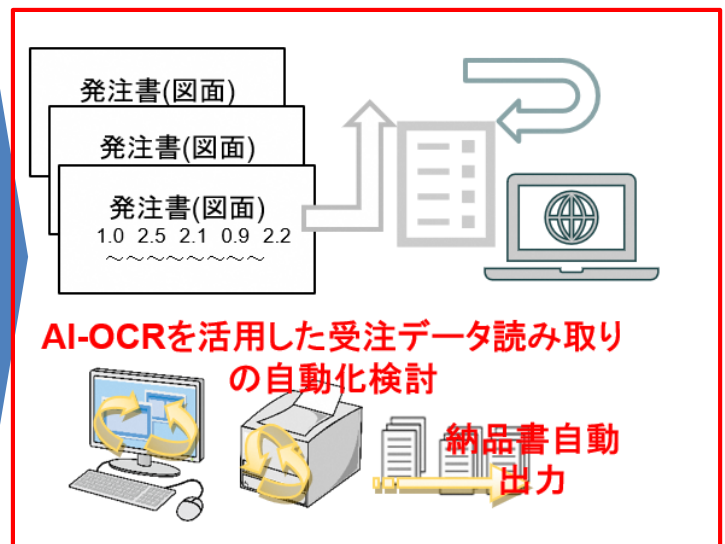 発注書(図面)
発注書(図面)
発注書(図面)
1.0 2.5 2.1 0.9 2.2
～～～～～～～～
AI-OCRを活用した受注データ読み取り
の自動化検討
納品書自動
出力